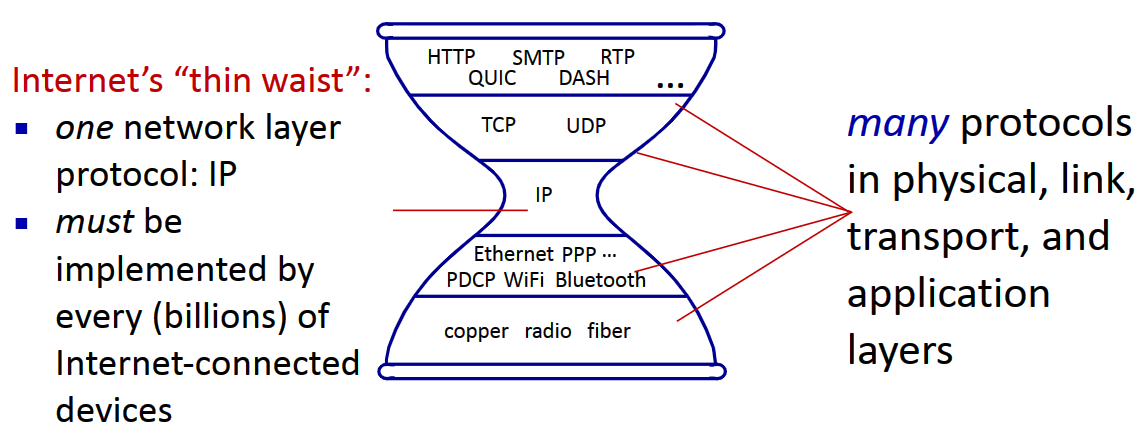 Internet's “thin waist”:
▪ one network layer
protocol: IP
▪ must be
implemented by
every (billions) of
Internet-connected
devices
HTTP SMTP RTP
QUIC DASH ...
TCP UDP
IP
Ethernet PPP ...
PDCP WiFi Bluetooth
copper radio fiber
many protocols
in physical, link,
transport, and
application
layers